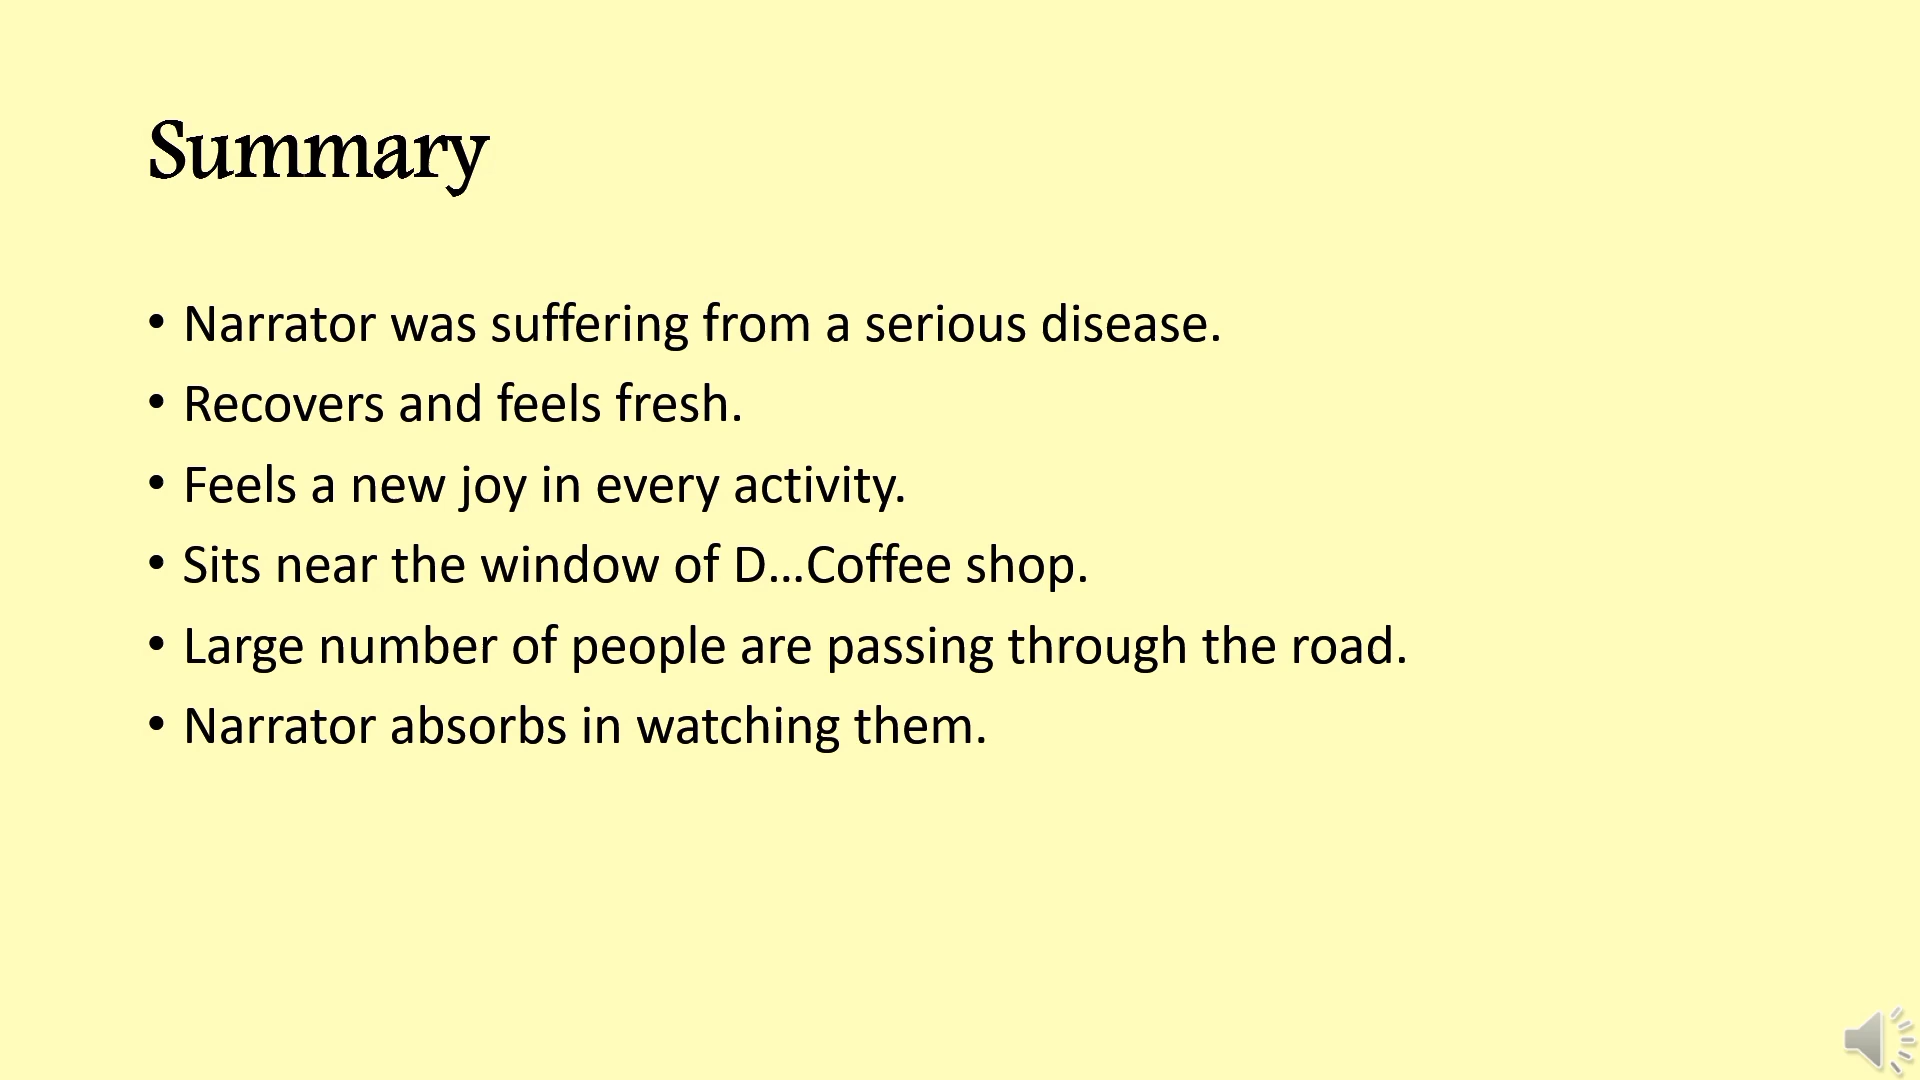 Summary
• Narrator was suffering from a serious disease.
• Recovers and feels fresh.
• Feels a new joy in every activity.
• Sits near the window of D…Coffee shop.
• Large number of people are passing through the road.
• Narrator absorbs in watching them.